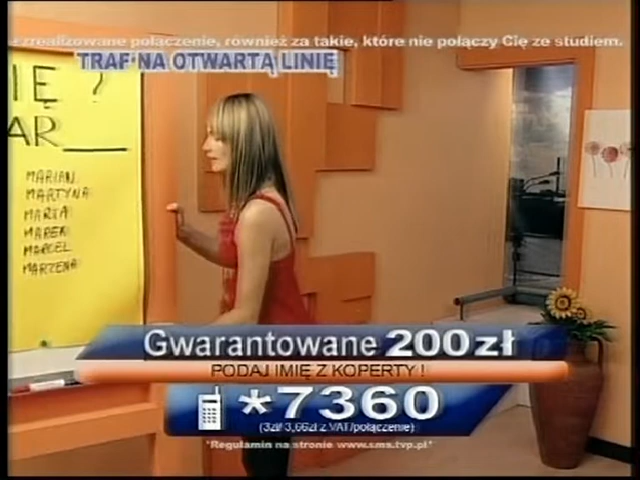 zrealizowane połączenie, również za takie, które nie połączy Cię ze studiem.
TRAF NA OTWARTĄ LINIĘ
IĘ ?
AR
MARIAN
MARTYNA
MARTA
MAREK
MARCEL
MARZENA
Gwarantowane 200zł
PODAJ IMIĘ Z KOPERTY !
*7360
(3zł/3,66zł z VAT/połączenie)
*Regulamin na stronie www.sms.tvp.pl*